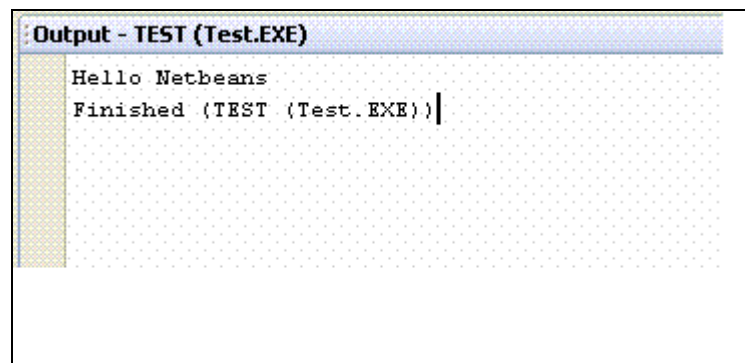 Output - TEST (Test.EXE)
Hello Netbeans
Finished (TEST (Test.EXE))